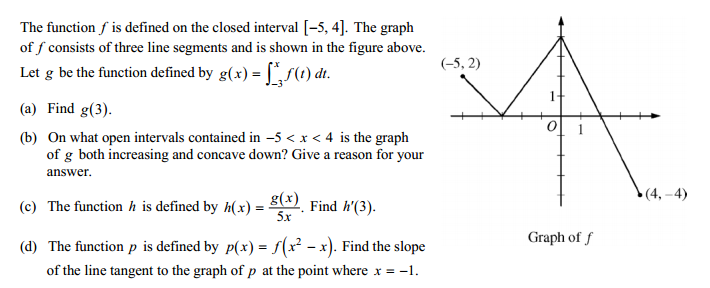 The function f is defined on the closed interval [−5, 4]. The graph
of f consists of three line segments and is shown in the figure above.
Let g be the function defined by g(x) = ∫₋₃ˣ f(t) dt.
(a) Find g(3).
(b) On what open intervals contained in −5 < x < 4 is the graph
of g both increasing and concave down? Give a reason for your
answer.
(c) The function h is defined by h(x) = g(x)/5x. Find h′(3).
(d) The function p is defined by p(x) = f(x² − x). Find the slope
of the line tangent to the graph of p at the point where x = −1.
(−5, 2)
1
O 1
(4, −4)
Graph of f